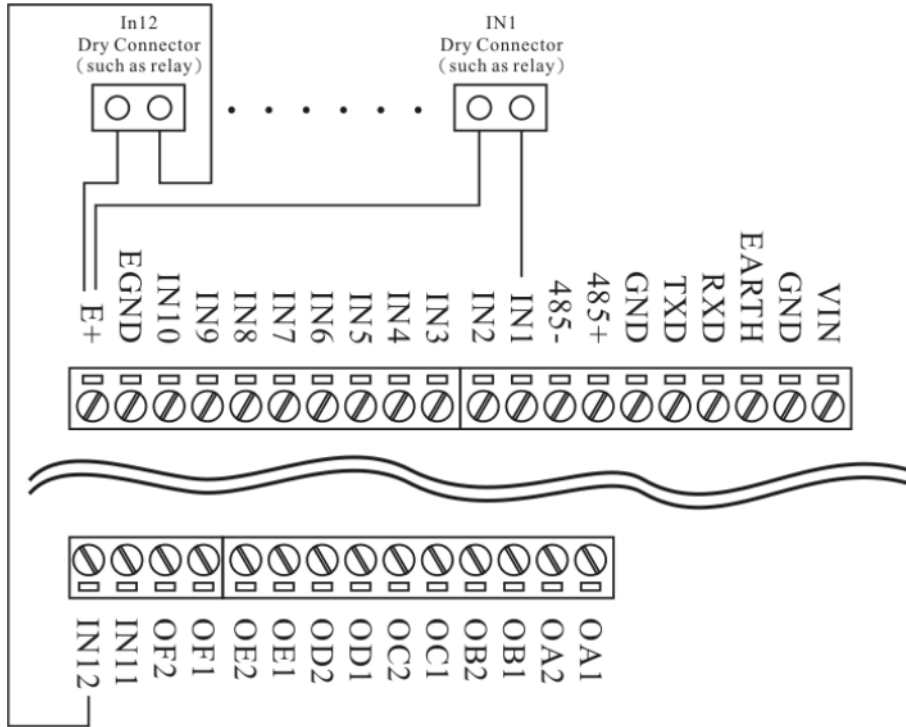 In12
Dry Connector
(such as relay)
IN1
Dry Connector
(such as relay)
E+
EGND
IN10
IN9
IN8
IN7
IN6
IN5
IN4
IN3
IN2
IN1
485-
485+
GND
TXD
RXD
EARTH
GND
VIN
IN12
IN11
OF2
OF1
OE2
OE1
OD2
OD1
OC2
OC1
OB2
OB1
OA2
OA1